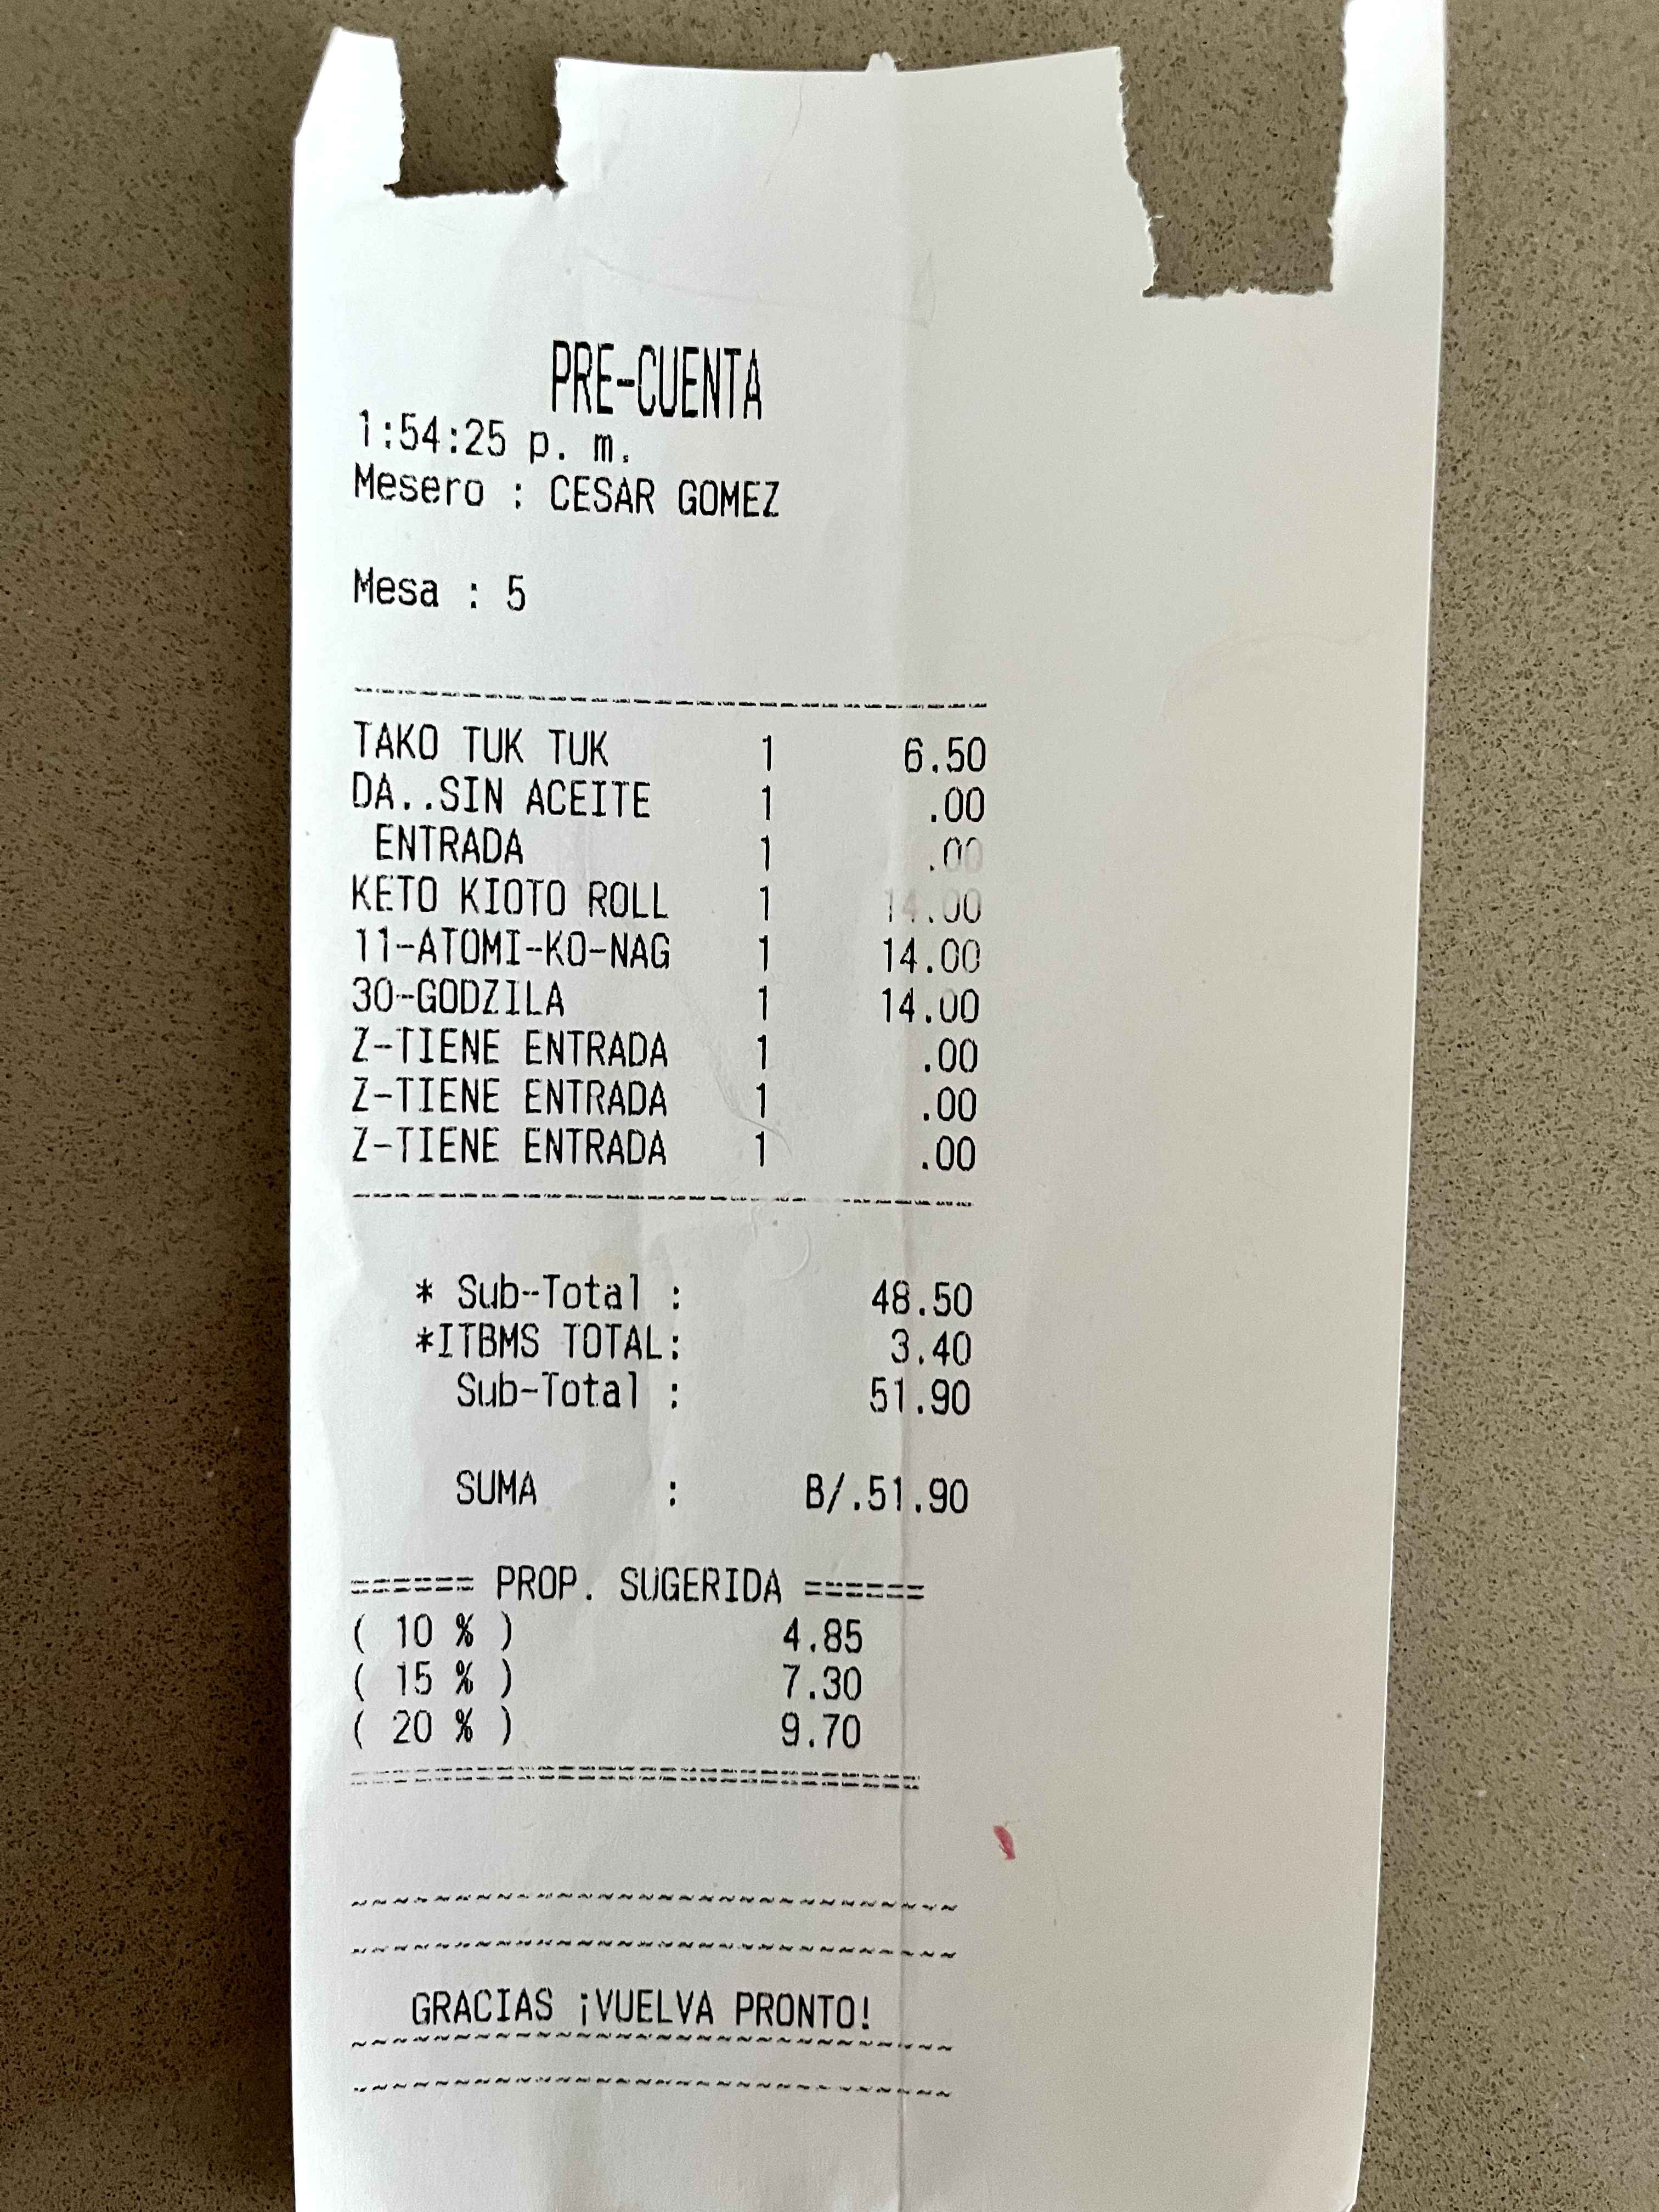 PRE-CUENTA
1:54:25 p. m.
Mesero : CESAR GOMEZ
Mesa : 5
TAKO TUK TUK 1 6.50
DA..SIN ACEITE 1 .00
ENTRADA 1 .00
KETO KIOTO ROLL 1 14.00
11-ATOMI-KO-NAG 1 14.00
30-GODZILA 1 14.00
Z-TIENE ENTRADA 1 .00
Z-TIENE ENTRADA 1 .00
Z-TIENE ENTRADA 1 .00
* Sub-Total : 48.50
*ITBMS TOTAL: 3.40
Sub-Total : 51.90
SUMA : B/.51.90
====== PROP. SUGERIDA ======
( 10 % ) 4.85
( 15 % ) 7.30
( 20 % ) 9.70
GRACIAS ¡VUELVA PRONTO!